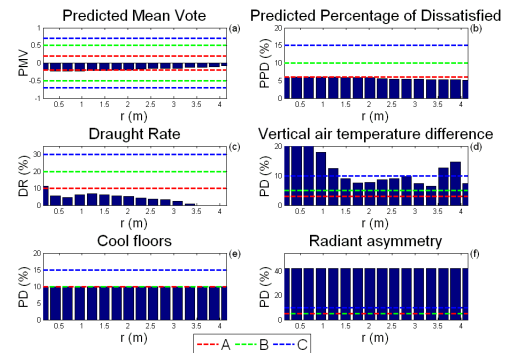 Predicted Mean Vote
(a)
PMV
1
0.5
0
-0.5
-1
0.5 1 1.5 2 2.5 3 3.5 4
r (m)
Predicted Percentage of Dissatisfied
(b)
PPD (%)
20
15
10
5
0
0.5 1 1.5 2 2.5 3 3.5 4
r (m)
Draught Rate
(c)
DR (%)
30
20
10
0
0.5 1 1.5 2 2.5 3 3.5 4
r (m)
Vertical air temperature difference
(d)
PD (%)
20
10
0
0.5 1 1.5 2 2.5 3 3.5 4
r (m)
Cool floors
(e)
PD (%)
20
15
10
5
0
0.5 1 1.5 2 2.5 3 3.5 4
r (m)
Radiant asymmetry
(f)
PD (%)
40
20
0
0.5 1 1.5 2 2.5 3 3.5 4
r (m)
A B C